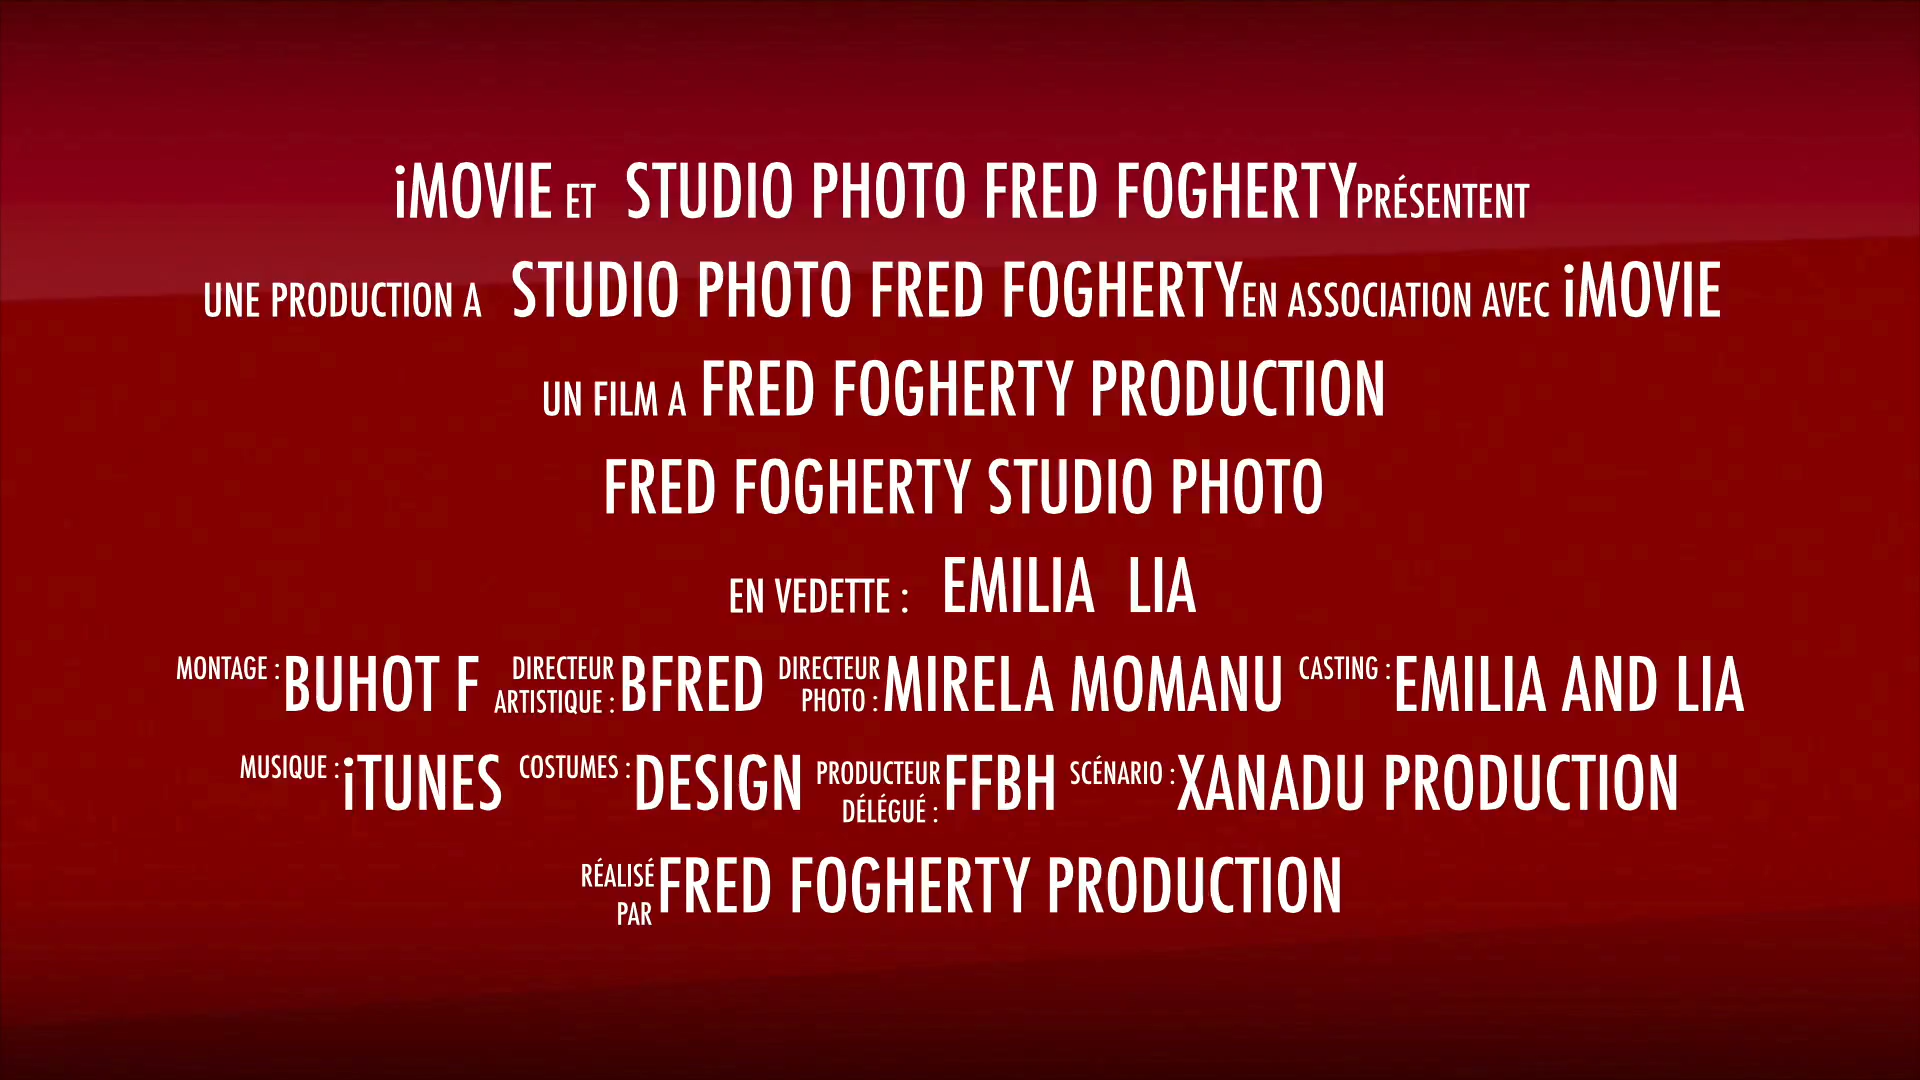 iMOVIE ET STUDIO PHOTO FRED FOGHERTY PRÉSENTENT
UNE PRODUCTION A STUDIO PHOTO FRED FOGHERTY EN ASSOCIATION AVEC iMOVIE
UN FILM A FRED FOGHERTY PRODUCTION
FRED FOGHERTY STUDIO PHOTO
EN VEDETTE : EMILIA LIA
MONTAGE : BUHOT F DIRECTEUR ARTISTIQUE : BFRED DIRECTEUR PHOTO : MIRELA MOMANU CASTING : EMILIA AND LIA
MUSIQUE : iTUNES COSTUMES : DESIGN PRODUCTEUR DÉLÉGUÉ : FFBH SCÉNARIO : XANADU PRODUCTION
RÉALISÉ PAR FRED FOGHERTY PRODUCTION